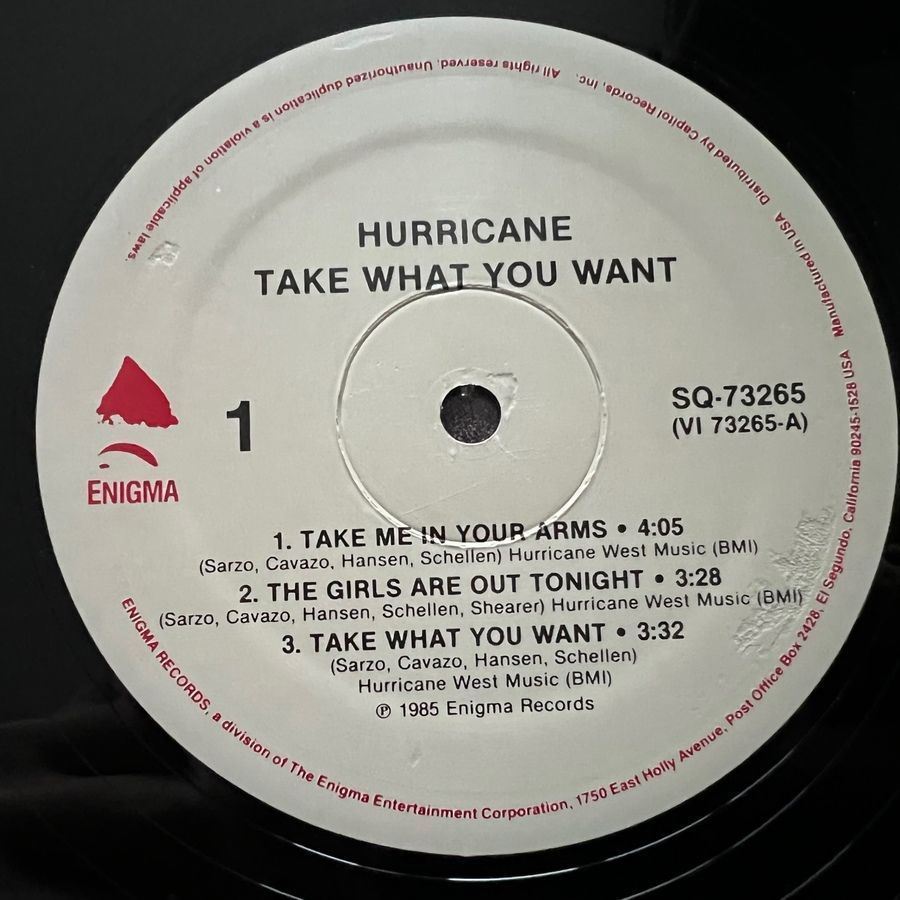 HURRICANE
TAKE WHAT YOU WANT
ENIGMA
1
SQ-73265
(VI 73265-A)
1. TAKE ME IN YOUR ARMS • 4:05
(Sarzo, Cavazo, Hansen, Schellen) Hurricane West Music (BMI)
2. THE GIRLS ARE OUT TONIGHT • 3:28
(Sarzo, Cavazo, Hansen, Schellen, Shearer) Hurricane West Music (BMI)
3. TAKE WHAT YOU WANT • 3:32
(Sarzo, Cavazo, Hansen, Schellen)
Hurricane West Music (BMI)
℗ 1985 Enigma Records
ENIGMA RECORDS, a division of The Enigma Entertainment Corporation, 1750 East Holly Avenue, Post Office Box 2428, El Segundo, California 90245-1528 USA Manufactured in USA Distributed by Capitol Records, Inc. All rights reserved. Unauthorized duplication is a violation of applicable laws.